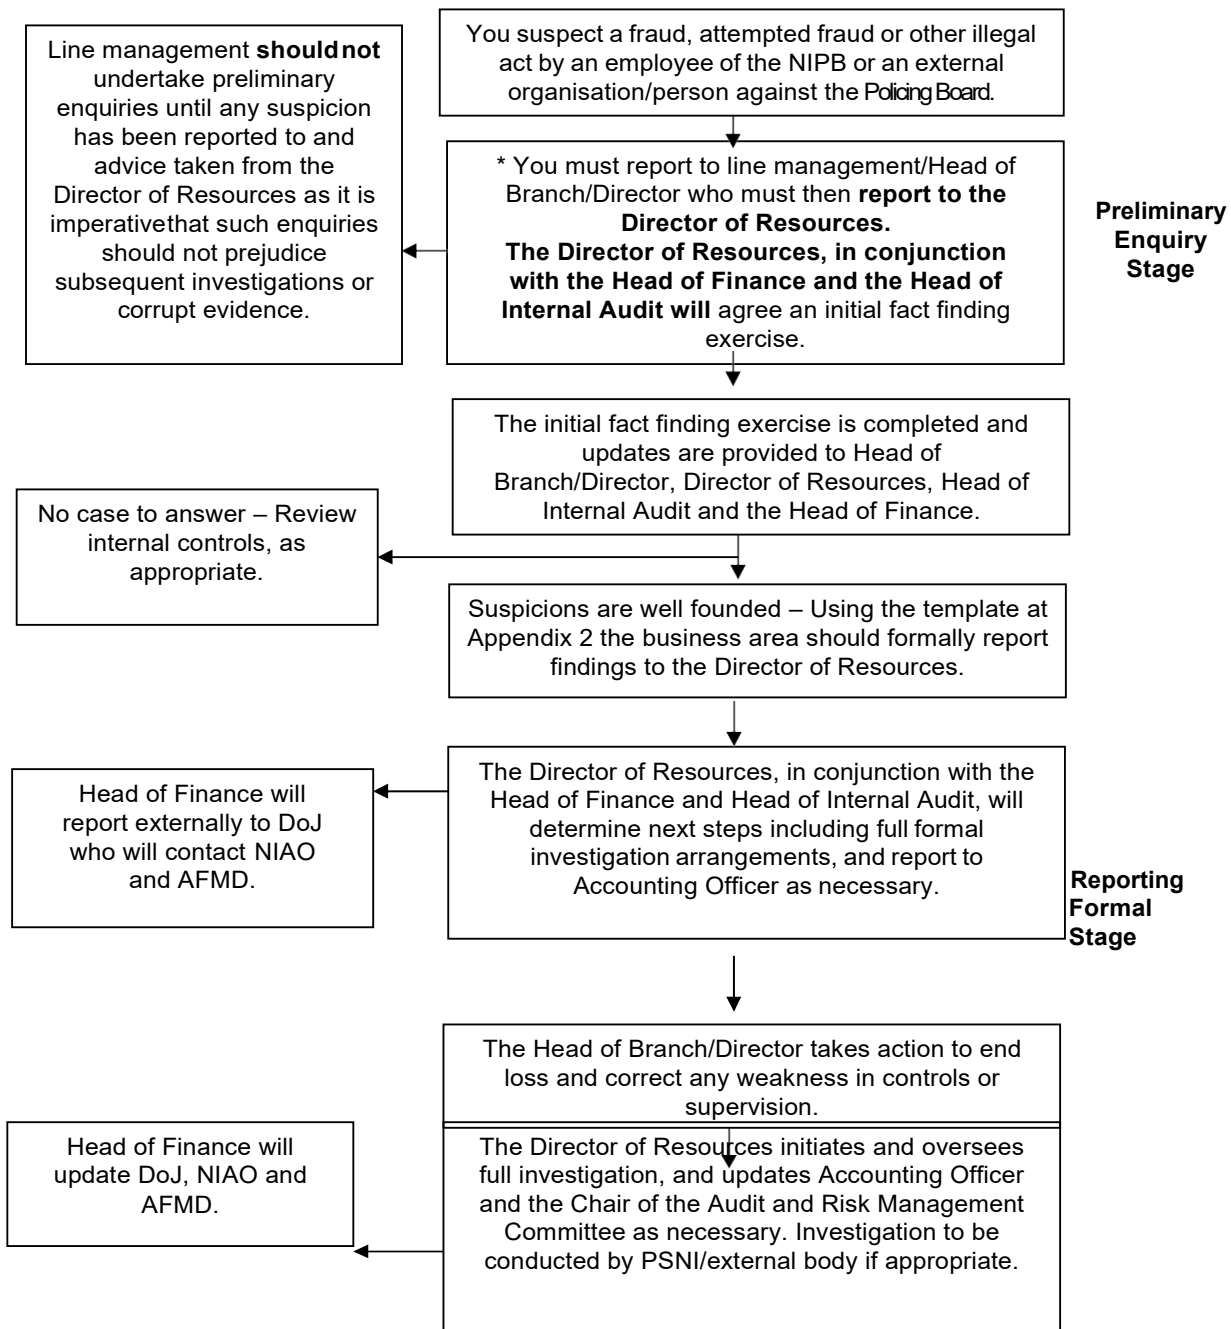 You suspect a fraud, attempted fraud or other illegal
act by an employee of the NIPB or an external
organisation/person against the Policing Board.
Line management should not
undertake preliminary
enquiries until any suspicion
has been reported to and
advice taken from the
Director of Resources as it is
imperative that such enquiries
should not prejudice
subsequent investigations or
corrupt evidence.
* You must report to line management/Head of
Branch/Director who must then report to the
Director of Resources.
The Director of Resources, in conjunction
with the Head of Finance and the Head of
Internal Audit will agree an initial fact finding
exercise.
Preliminary
Enquiry
Stage
The initial fact finding exercise is completed and
updates are provided to Head of
Branch/Director, Director of Resources, Head of
Internal Audit and the Head of Finance.
No case to answer – Review
internal controls, as
appropriate.
Suspicions are well founded – Using the template at
Appendix 2 the business area should formally report
findings to the Director of Resources.
The Director of Resources, in conjunction with the
Head of Finance and Head of Internal Audit, will
determine next steps including full formal
investigation arrangements, and report to
Accounting Officer as necessary.
Head of Finance will
report externally to DoJ
who will contact NIAO
and AFMD.
Reporting
Formal
Stage
The Head of Branch/Director takes action to end
loss and correct any weakness in controls or
supervision.
The Director of Resources initiates and oversees
full investigation, and updates Accounting Officer
and the Chair of the Audit and Risk Management
Committee as necessary. Investigation to be
conducted by PSNI/external body if appropriate.
Head of Finance will
update DoJ, NIAO and
AFMD.